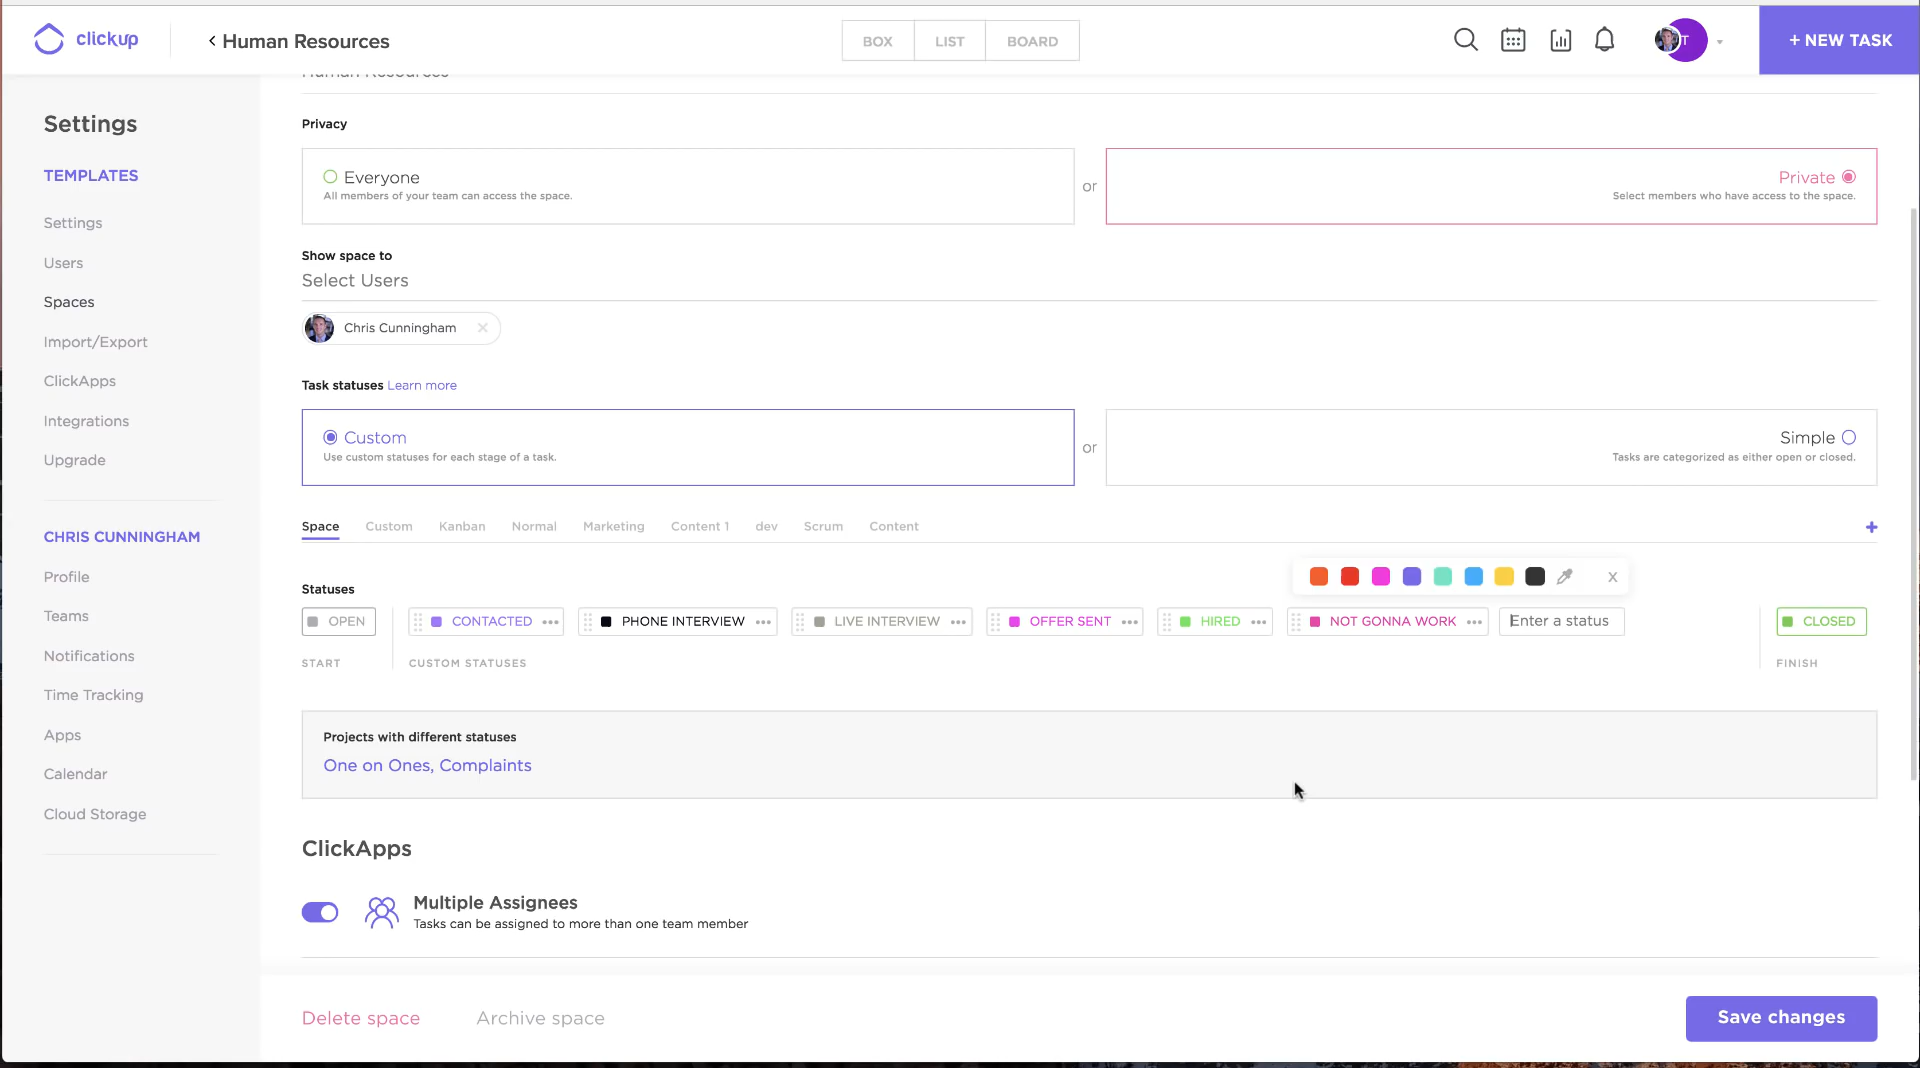 clickup
Human Resources
BOX LIST BOARD
T
+ NEW TASK
Human Resources
Settings
TEMPLATES
Settings
Users
Spaces
Import/Export
ClickApps
Integrations
Upgrade
CHRIS CUNNINGHAM
Profile
Teams
Notifications
Time Tracking
Apps
Calendar
Cloud Storage
Privacy
Everyone
All members of your team can access the space.
or
Private
Select members who have access to the space.
Show space to
Select Users
Chris Cunningham
Task statuses Learn more
Custom
Use custom statuses for each stage of a task.
or
Simple
Tasks are categorized as either open or closed.
Space Custom Kanban Normal Marketing Content 1 dev Scrum Content +
X
Statuses
OPEN CONTACTED PHONE INTERVIEW LIVE INTERVIEW OFFER SENT HIRED NOT GONNA WORK Enter a status CLOSED
START CUSTOM STATUSES FINISH
Projects with different statuses
One on Ones, Complaints
ClickApps
Multiple Assignees
Tasks can be assigned to more than one team member
Delete space Archive space Save changes